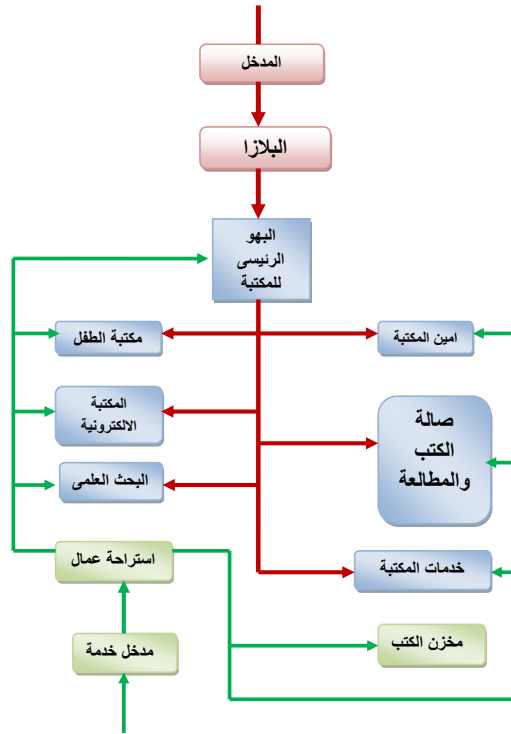 المدخل
البلازا
البهو
الرئيسى
للمكتبة
امين المكتبة
مكتبة الطفل
صالة
الكتب
والمطالعة
المكتبة
الالكترونية
البحث العلمى
خدمات المكتبة
استراحة عمال
مخزن الكتب
مدخل خدمة